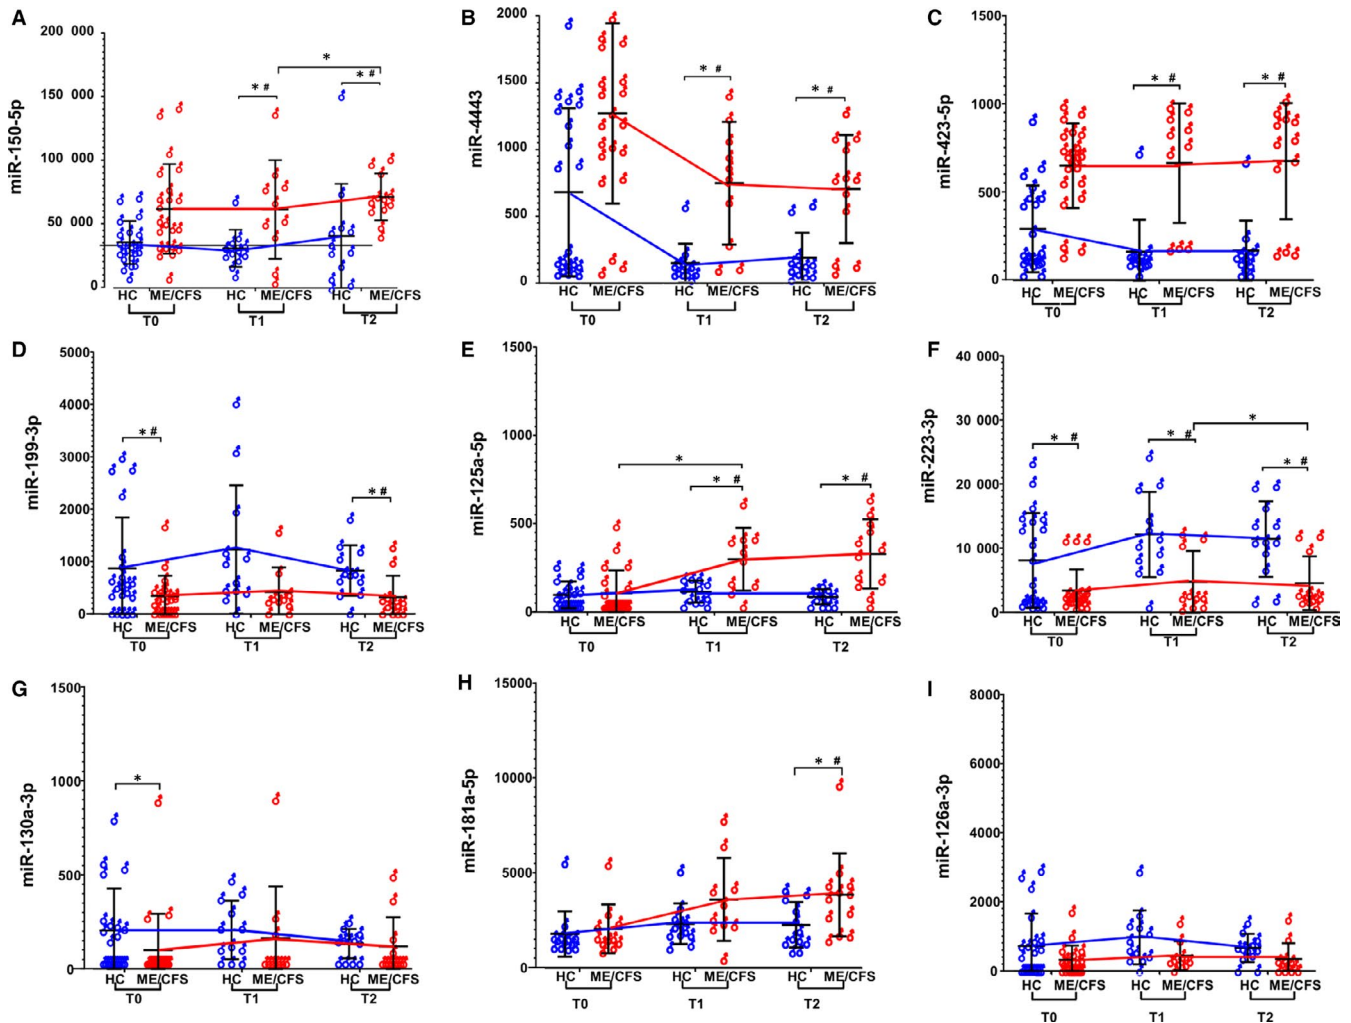 A
miR-150-5p
200 000
150 000
100 000
50 000
0
*
* #
* #
HC ME/CFS HC ME/CFS HC ME/CFS
T0 T1 T2
B
miR-4443
2000
1500
1000
500
0
* #
* #
HC ME/CFS HC ME/CFS HC ME/CFS
T0 T1 T2
C
miR-423-5p
1500
1000
500
0
* #
* #
HC ME/CFS HC ME/CFS HC ME/CFS
T0 T1 T2
D
miR-199-3p
5000
4000
3000
2000
1000
0
* #
* #
HC ME/CFS HC ME/CFS HC ME/CFS
T0 T1 T2
E
miR-125a-5p
1500
1000
500
0
*
* #
* #
HC ME/CFS HC ME/CFS HC ME/CFS
T0 T1 T2
F
miR-223-3p
40 000
30 000
20 000
10 000
0
* #
* #
*
* #
HC ME/CFS HC ME/CFS HC ME/CFS
T0 T1 T2
G
miR-130a-3p
1500
1000
500
0
*
HC ME/CFS HC ME/CFS HC ME/CFS
T0 T1 T2
H
miR-181a-5p
15000
10000
5000
0
* #
HC ME/CFS HC ME/CFS HC ME/CFS
T0 T1 T2
I
miR-126a-3p
8000
6000
4000
2000
0
HC ME/CFS HC ME/CFS HC ME/CFS
T0 T1 T2